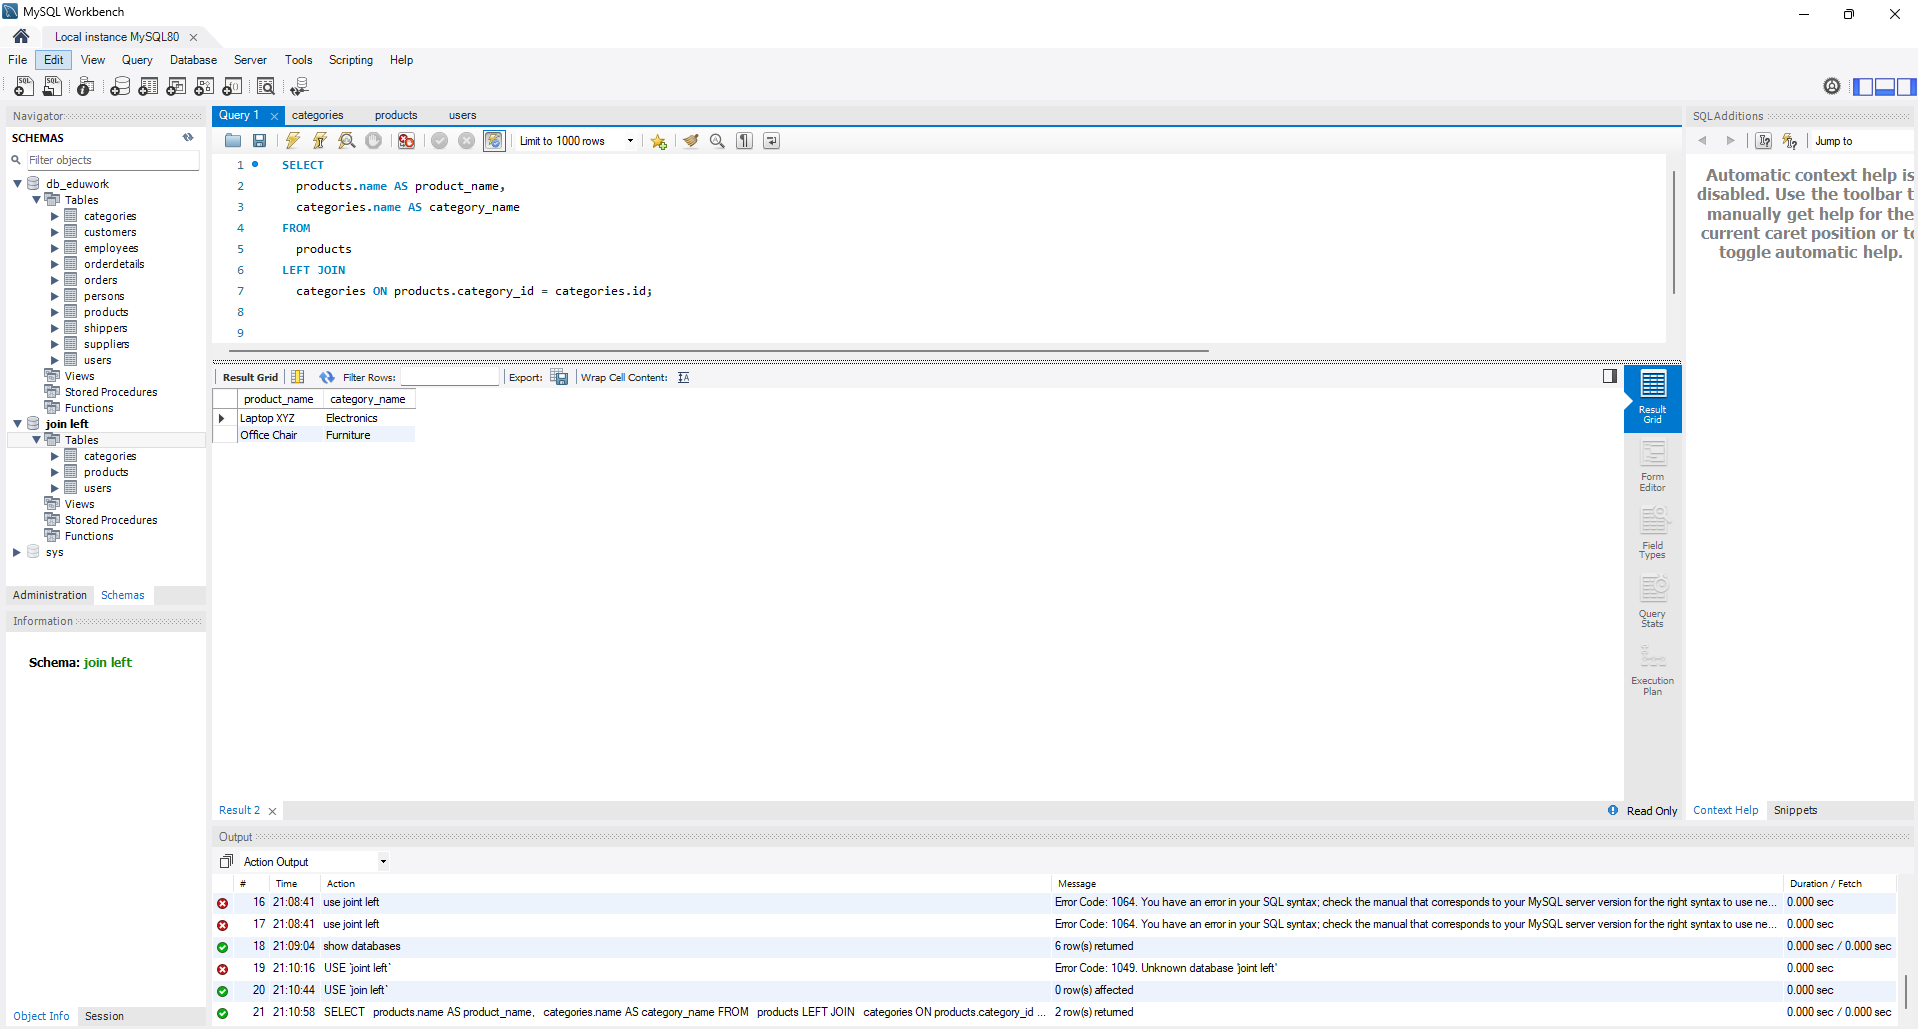 MySQL Workbench
Local instance MySQL80
File Edit View Query Database Server Tools Scripting Help
Navigator
SCHEMAS
Filter objects
db_eduwork
Tables
categories
customers
employees
orderdetails
orders
persons
products
shippers
suppliers
users
Views
Stored Procedures
Functions
join left
Tables
categories
products
users
Views
Stored Procedures
Functions
sys
Administration Schemas
Information
Schema: join left
Object Info Session
Query 1 categories products users
Limit to 1000 rows
1 SELECT
2 products.name AS product_name,
3 categories.name AS category_name
4 FROM
5 products
6 LEFT JOIN
7 categories ON products.category_id = categories.id;
8
9
Result Grid Filter Rows: Export: Wrap Cell Content:
product_name category_name
Laptop XYZ Electronics
Office Chair Furniture
Result
Grid
Form
Editor
Field
Types
Query
Stats
Execution
Plan
Result 2 Read Only
SQLAdditions
Jump to
Automatic context help is
disabled. Use the toolbar t
manually get help for the
current caret position or to
toggle automatic help.
Context Help Snippets
Output
Action Output
# Time Action Message Duration / Fetch
16 21:08:41 use joint left Error Code: 1064. You have an error in your SQL syntax; check the manual that corresponds to your MySQL server version for the right syntax to use ne... 0.000 sec
17 21:08:41 use joint left Error Code: 1064. You have an error in your SQL syntax; check the manual that corresponds to your MySQL server version for the right syntax to use ne... 0.000 sec
18 21:09:04 show databases 6 row(s) returned 0.000 sec / 0.000 sec
19 21:10:16 USE `joint left` Error Code: 1049. Unknown database 'joint left' 0.000 sec
20 21:10:44 USE `join left` 0 row(s) affected 0.000 sec
21 21:10:58 SELECT products.name AS product_name, categories.name AS category_name FROM products LEFT JOIN categories ON products.category_id ... 2 row(s) returned 0.000 sec / 0.000 sec